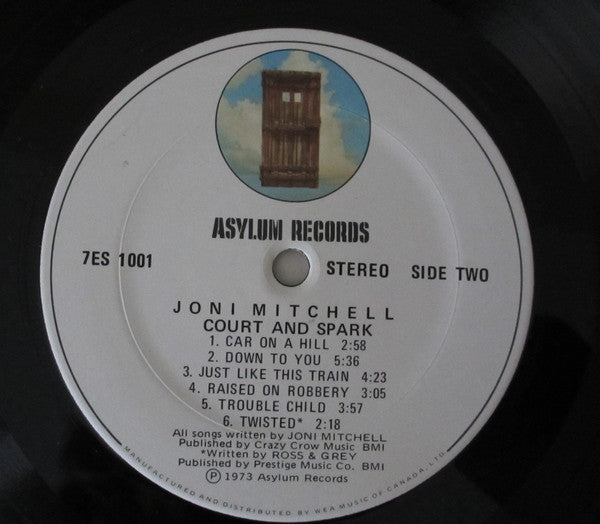 ASYLUM RECORDS
7ES 1001
STEREO SIDE TWO
JONI MITCHELL
COURT AND SPARK
1. CAR ON A HILL 2:58
2. DOWN TO YOU 5:36
3. JUST LIKE THIS TRAIN 4:23
4. RAISED ON ROBBERY 3:05
5. TROUBLE CHILD 3:57
6. TWISTED* 2:18
All songs written by JONI MITCHELL
Published by Crazy Crow Music BMI
*Written by ROSS & GREY
Published by Prestige Music Co. BMI
Ⓟ 1973 Asylum Records
MANUFACTURED AND DISTRIBUTED BY WEA MUSIC OF CANADA, LTD.